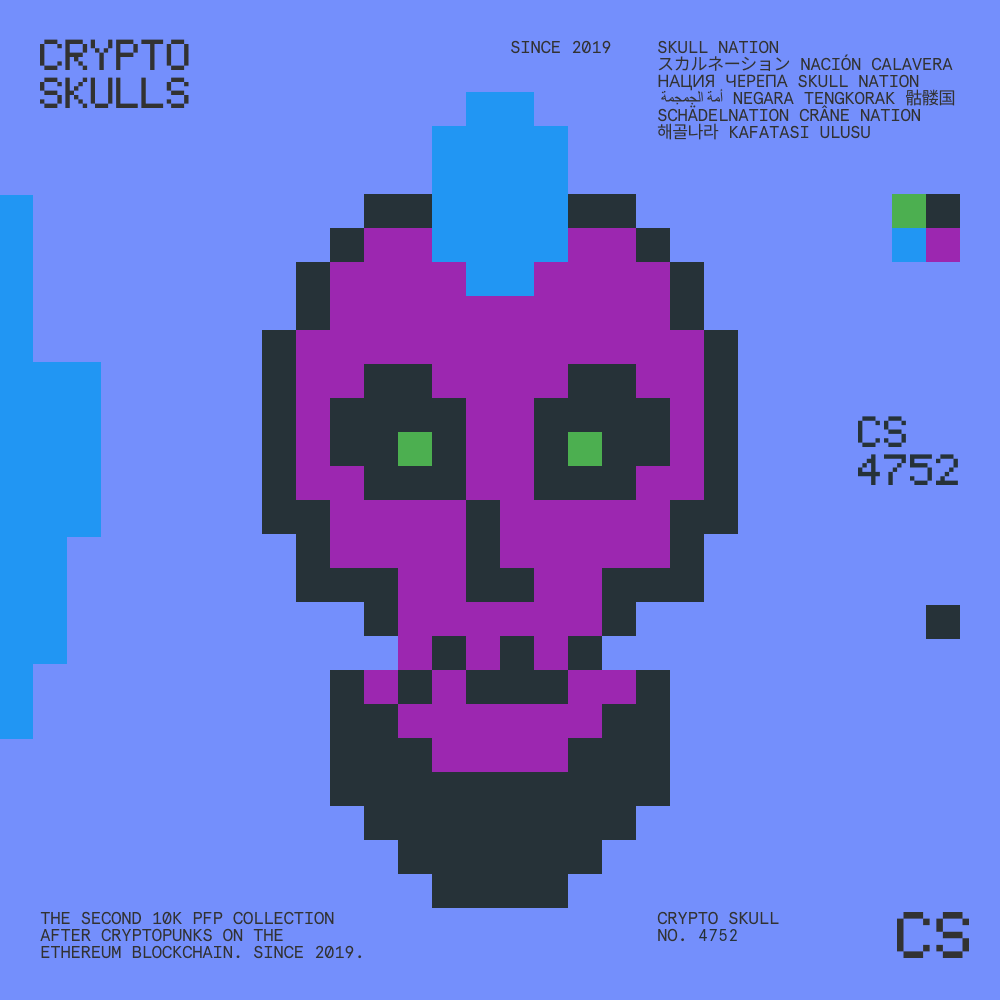 CRYPTO
SKULLS
SINCE 2019
SKULL NATION
スカルネーション NACIÓN CALAVERA
НАЦИЯ ЧЕРЕПА SKULL NATION
أمة الجمجمة NEGARA TENGKORAK 骷髅国
SCHÄDELNATION CRÂNE NATION
해골나라 KAFATASI ULUSU
CS
4752
THE SECOND 10K PFP COLLECTION
AFTER CRYPTOPUNKS ON THE
ETHEREUM BLOCKCHAIN. SINCE 2019.
CRYPTO SKULL
NO. 4752
CS